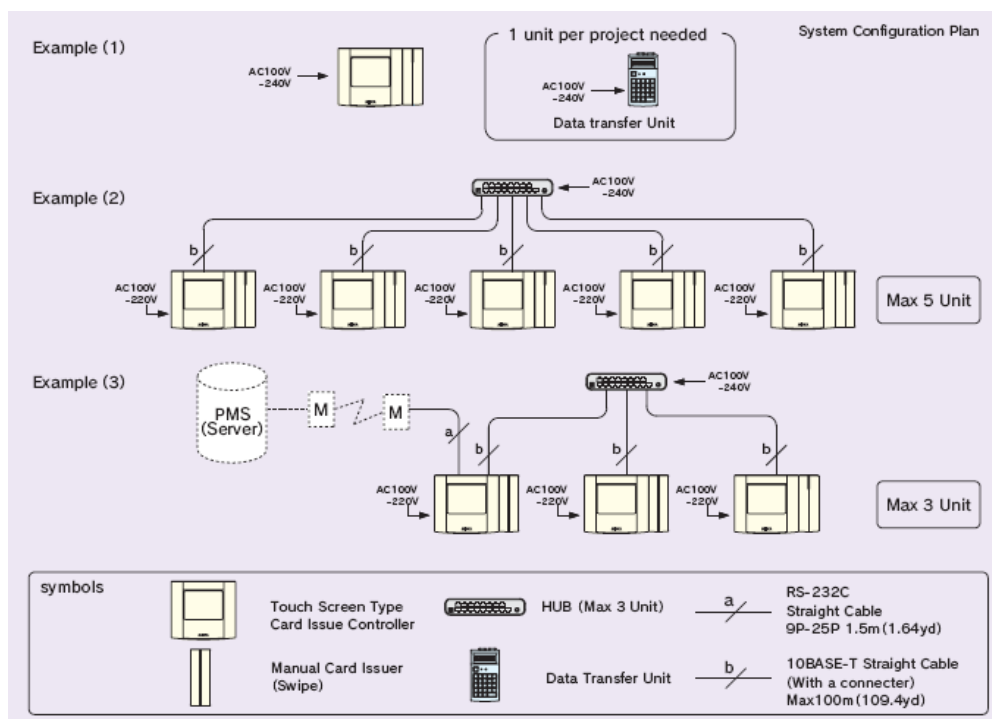 System Configuration Plan
Example (1)
AC100V
-240V
1 unit per project needed
AC100V
-240V
Data transfer Unit
Example (2)
AC100V
-240V
b
b
b
b
b
AC100V
-220V
AC100V
-220V
AC100V
-220V
AC100V
-220V
AC100V
-220V
Max 5 Unit
Example (3)
PMS
(Server)
M
M
a
AC100V
-240V
b
b
b
AC100V
-220V
AC100V
-220V
AC100V
-220V
Max 3 Unit
symbols
Touch Screen Type
Card Issue Controller
HUB (Max 3 Unit)
a
RS-232C
Straight Cable
9P-25P 1.5m(1.64yd)
Manual Card Issuer
(Swipe)
Data Transfer Unit
b
10BASE-T Straight Cable
(With a connecter)
Max100m(109.4yd)